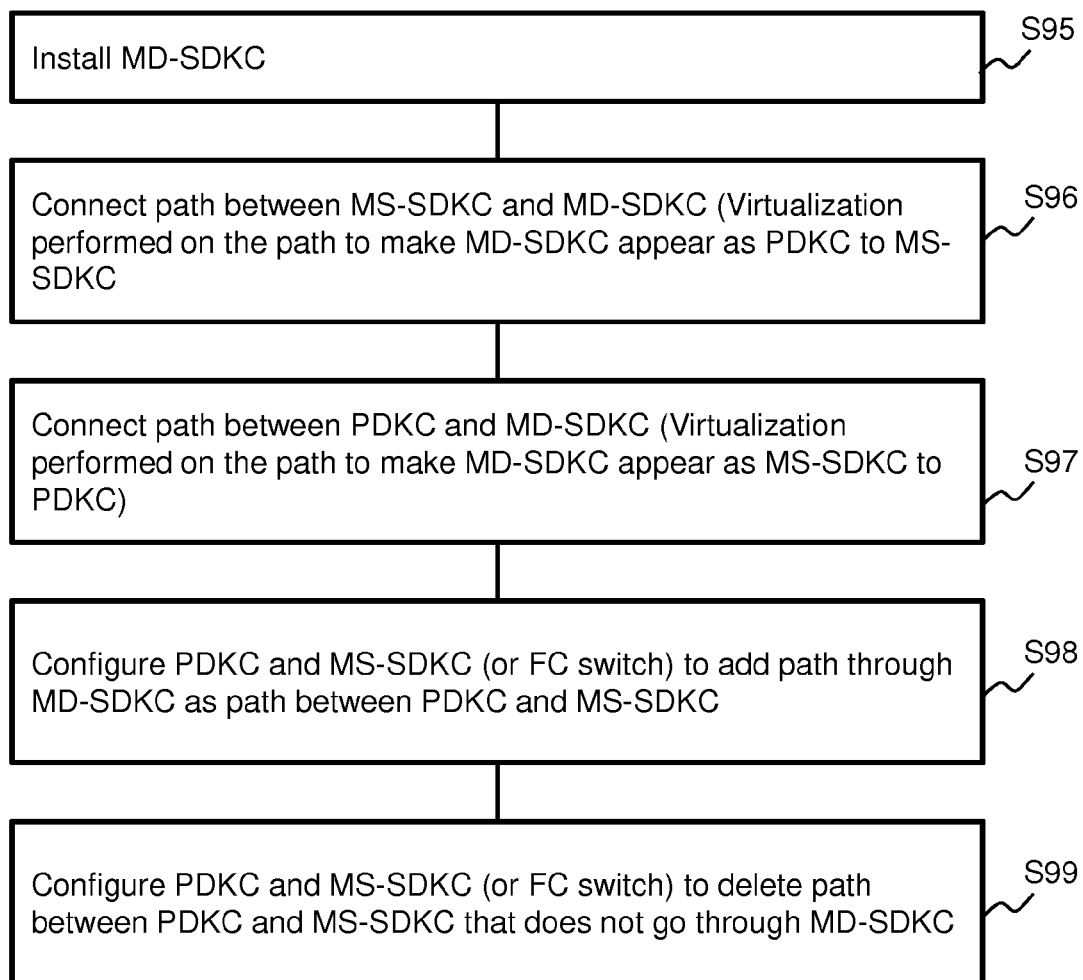 Install MD-SDKC
S95
Connect path between MS-SDKC and MD-SDKC (Virtualization
performed on the path to make MD-SDKC appear as PDKC to MS-
SDKC
S96
Connect path between PDKC and MD-SDKC (Virtualization
performed on the path to make MD-SDKC appear as MS-SDKC to
PDKC)
S97
Configure PDKC and MS-SDKC (or FC switch) to add path through
MD-SDKC as path between PDKC and MS-SDKC
S98
Configure PDKC and MS-SDKC (or FC switch) to delete path
between PDKC and MS-SDKC that does not go through MD-SDKC
S99